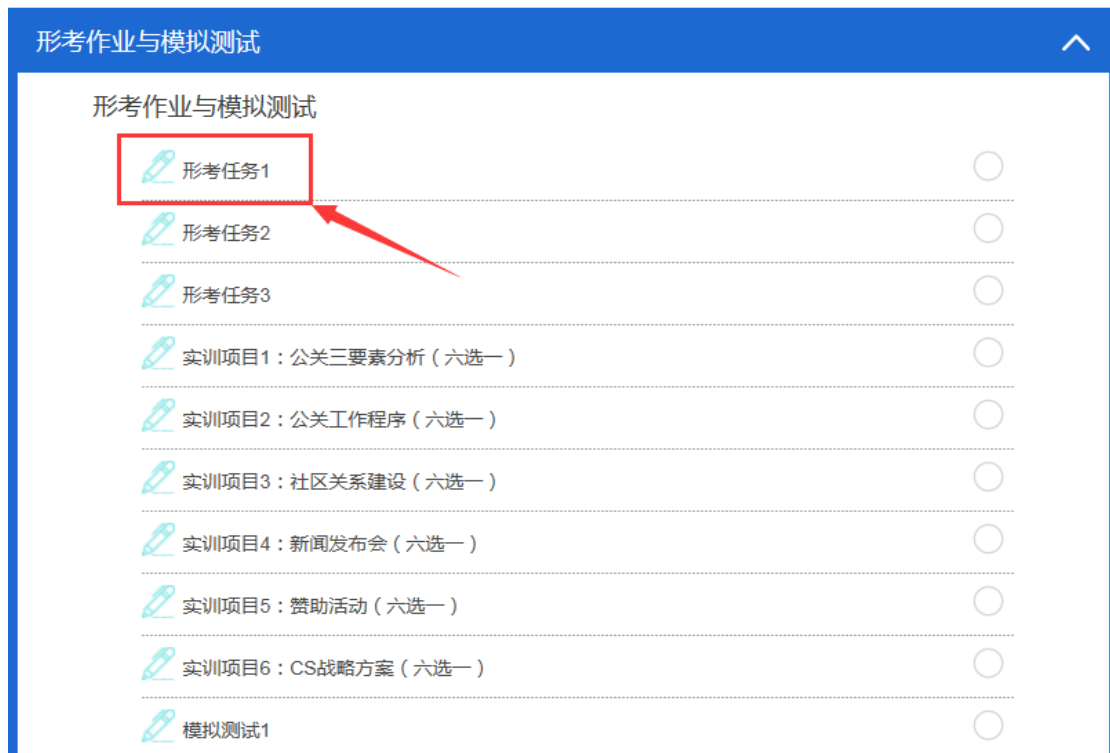 形考作业与模拟测试
形考作业与模拟测试
形考任务1
形考任务2
形考任务3
实训项目1：公关三要素分析（六选一）
实训项目2：公关工作程序（六选一）
实训项目3：社区关系建设（六选一）
实训项目4：新闻发布会（六选一）
实训项目5：赞助活动（六选一）
实训项目6：CS战略方案（六选一）
模拟测试1